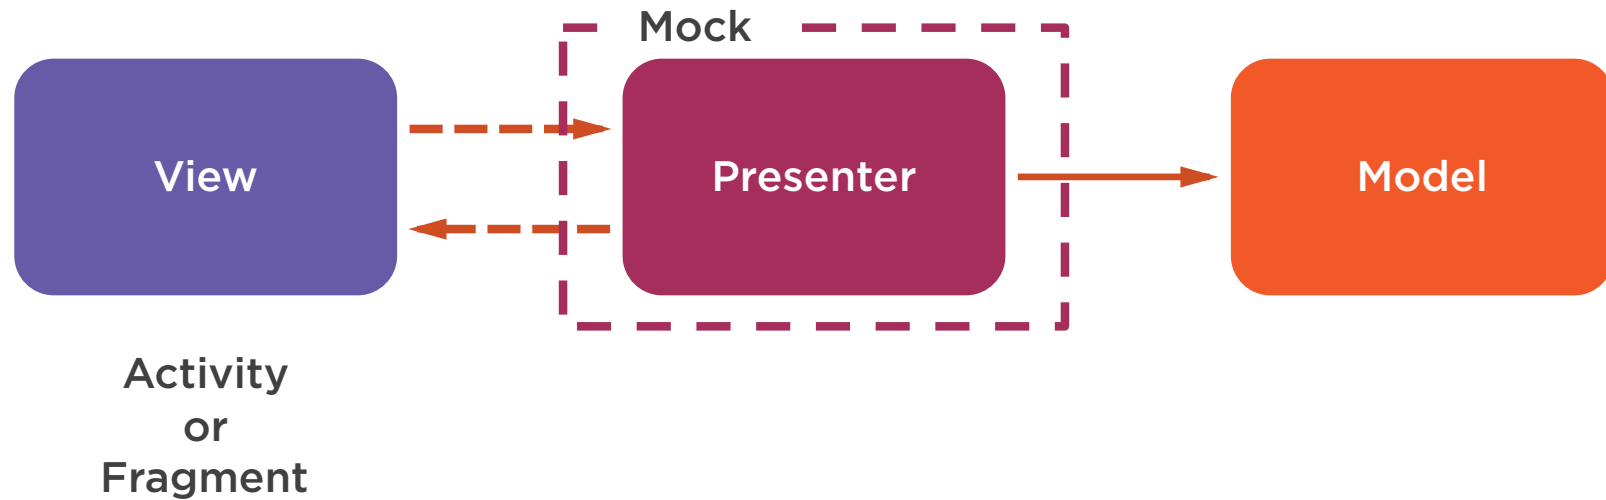 Mock
View
Presenter
Model
Activity
or
Fragment